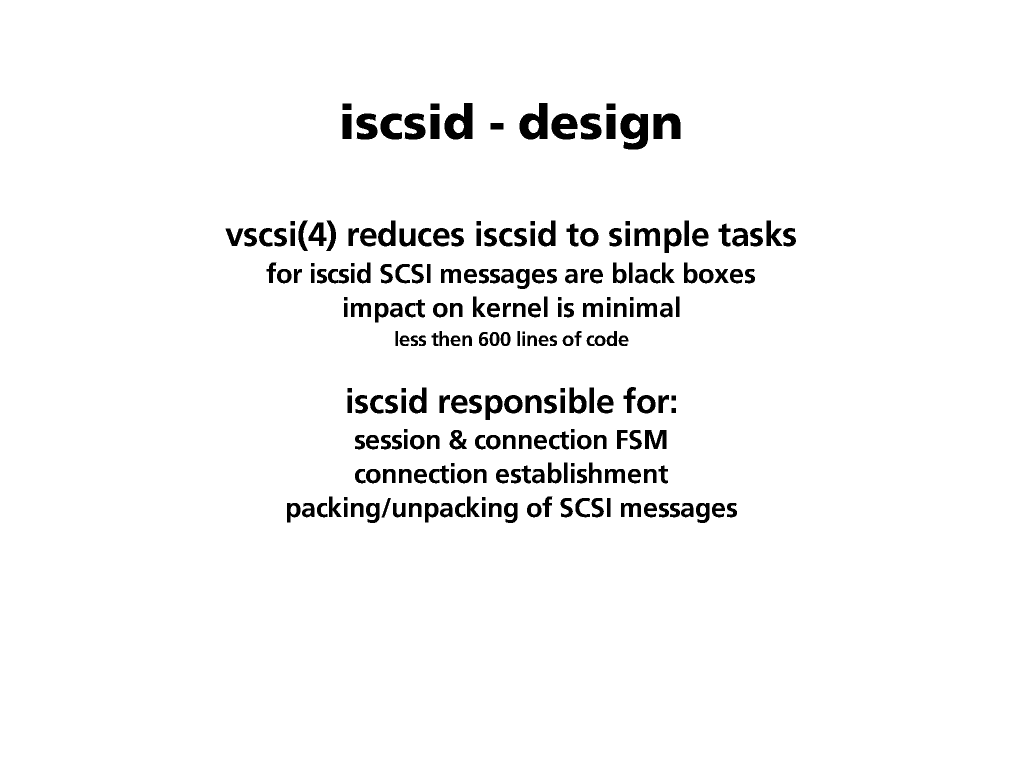 iscsid - design
vscsi(4) reduces iscsid to simple tasks
for iscsid SCSI messages are black boxes
impact on kernel is minimal
less then 600 lines of code
iscsid responsible for:
session & connection FSM
connection establishment
packing/unpacking of SCSI messages